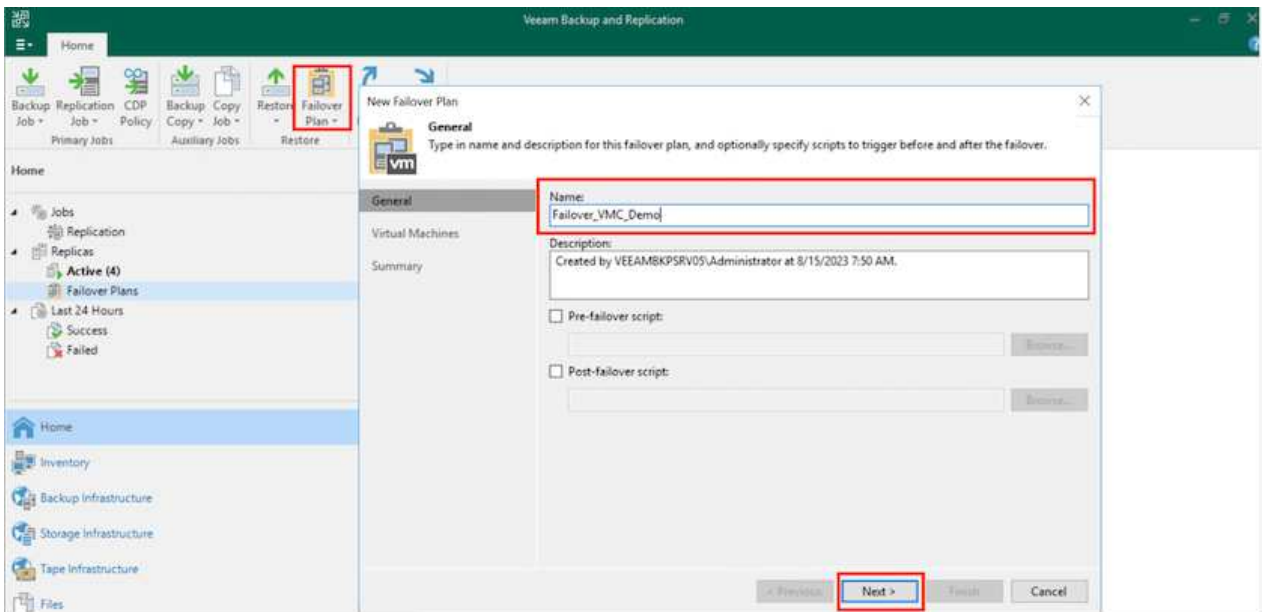 Veeam Backup and Replication
Home
Backup Job
Replication Job
CDP Policy
Backup Copy
Copy Job
Restore
Failover Plan
Primary Jobs
Auxiliary Jobs
Restore
Home
Jobs
Replication
Replicas
Active (4)
Failover Plans
Last 24 Hours
Success
Failed
Home
Inventory
Backup Infrastructure
Storage Infrastructure
Tape Infrastructure
Files
New Failover Plan
General
Type in name and description for this failover plan, and optionally specify scripts to trigger before and after the failover.
vm
General
Virtual Machines
Summary
Name:
Failover_VMC_Demo
Description:
Created by VEEAMBKPSRV05\Administrator at 8/15/2023 7:50 AM.
Pre-failover script:
Browse...
Post-failover script:
Browse...
< Previous
Next >
Finish
Cancel